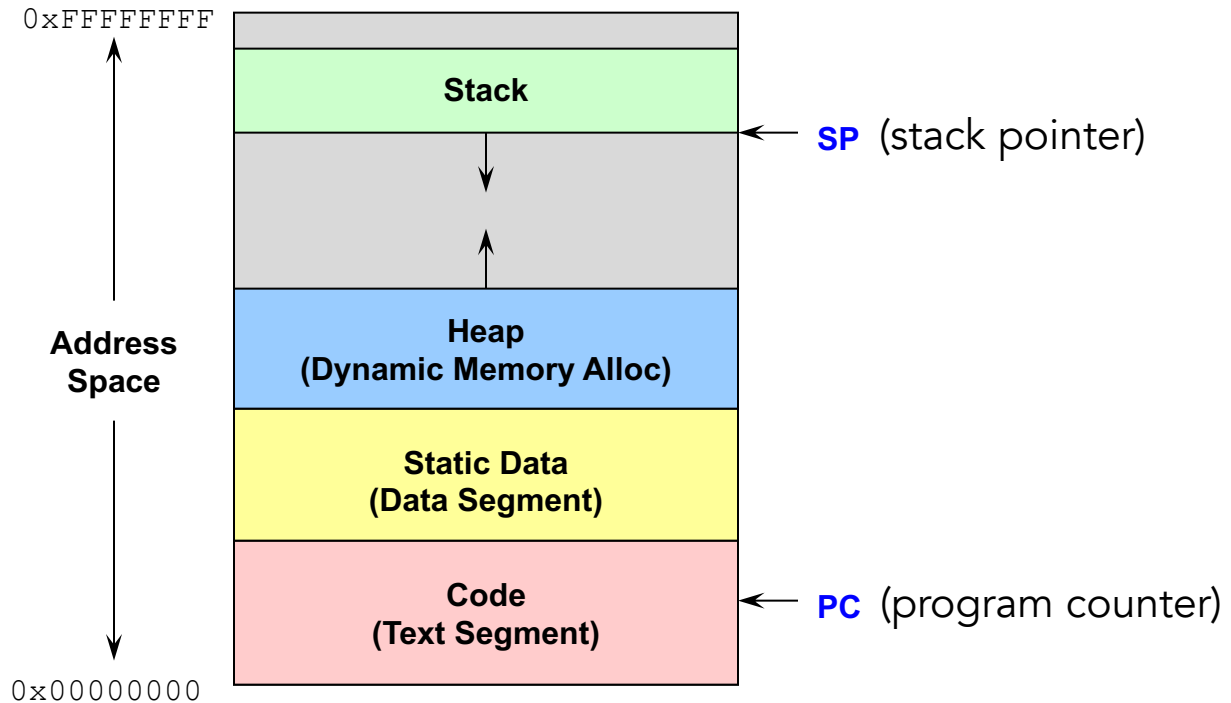 0xFFFFFFFF
Stack
SP (stack pointer)
Heap
(Dynamic Memory Alloc)
Address
Space
Static Data
(Data Segment)
Code
(Text Segment)
PC (program counter)
0x00000000